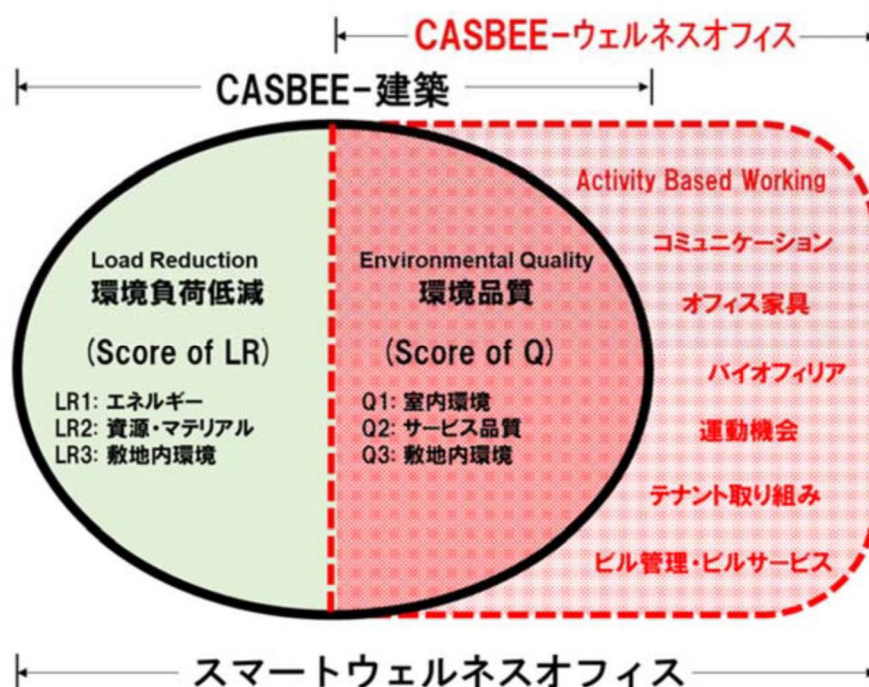 CASBEE-ウェルネスオフィス
CASBEE-建築
Load Reduction
環境負荷低減
(Score of LR)
LR1: エネルギー
LR2: 資源・マテリアル
LR3: 敷地内環境
Environmental Quality
環境品質
(Score of Q)
Q1: 室内環境
Q2: サービス品質
Q3: 敷地内環境
Activity Based Working
コミュニケーション
オフィス家具
バイオフィリア
運動機会
テナント取り組み
ビル管理・ビルサービス
スマートウェルネスオフィス